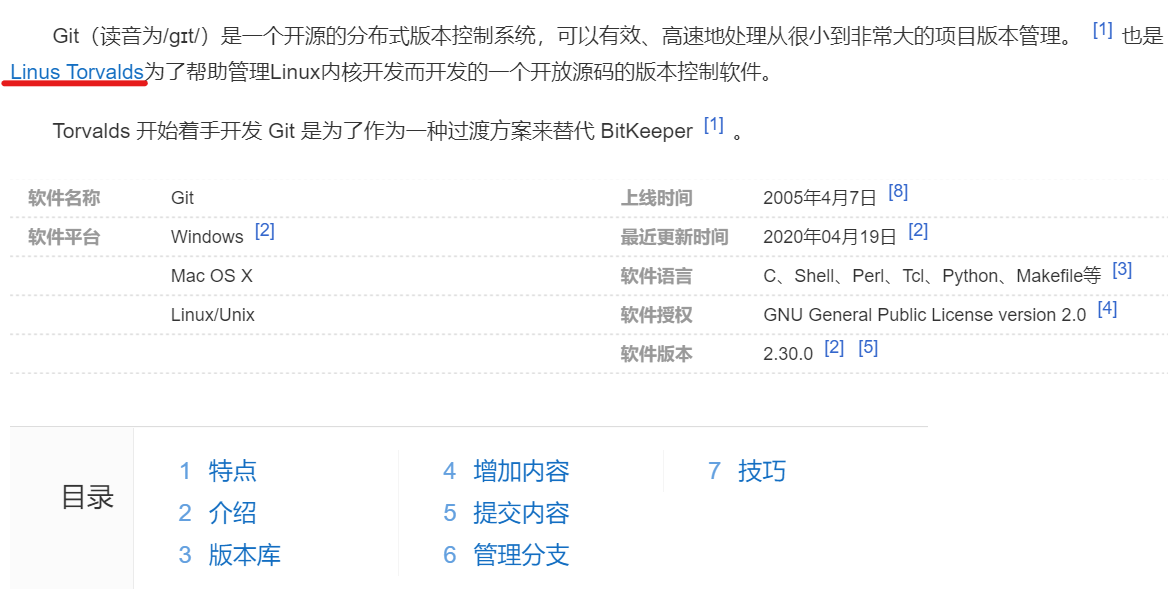 Git（读音为/gɪt/）是一个开源的分布式版本控制系统，可以有效、高速地处理从很小到非常大的项目版本管理。 [1] 也是
Linus Torvalds为了帮助管理Linux内核开发而开发的一个开放源码的版本控制软件。
Torvalds 开始着手开发 Git 是为了作为一种过渡方案来替代 BitKeeper [1] 。
软件名称 Git 上线时间 2005年4月7日 [8]
软件平台 Windows [2] 最近更新时间 2020年04月19日 [2]
Mac OS X 软件语言 C、Shell、Perl、Tcl、Python、Makefile等 [3]
Linux/Unix 软件授权 GNU General Public License version 2.0 [4]
软件版本 2.30.0 [2] [5]
目录
1 特点
2 介绍
3 版本库
4 增加内容
5 提交内容
6 管理分支
7 技巧